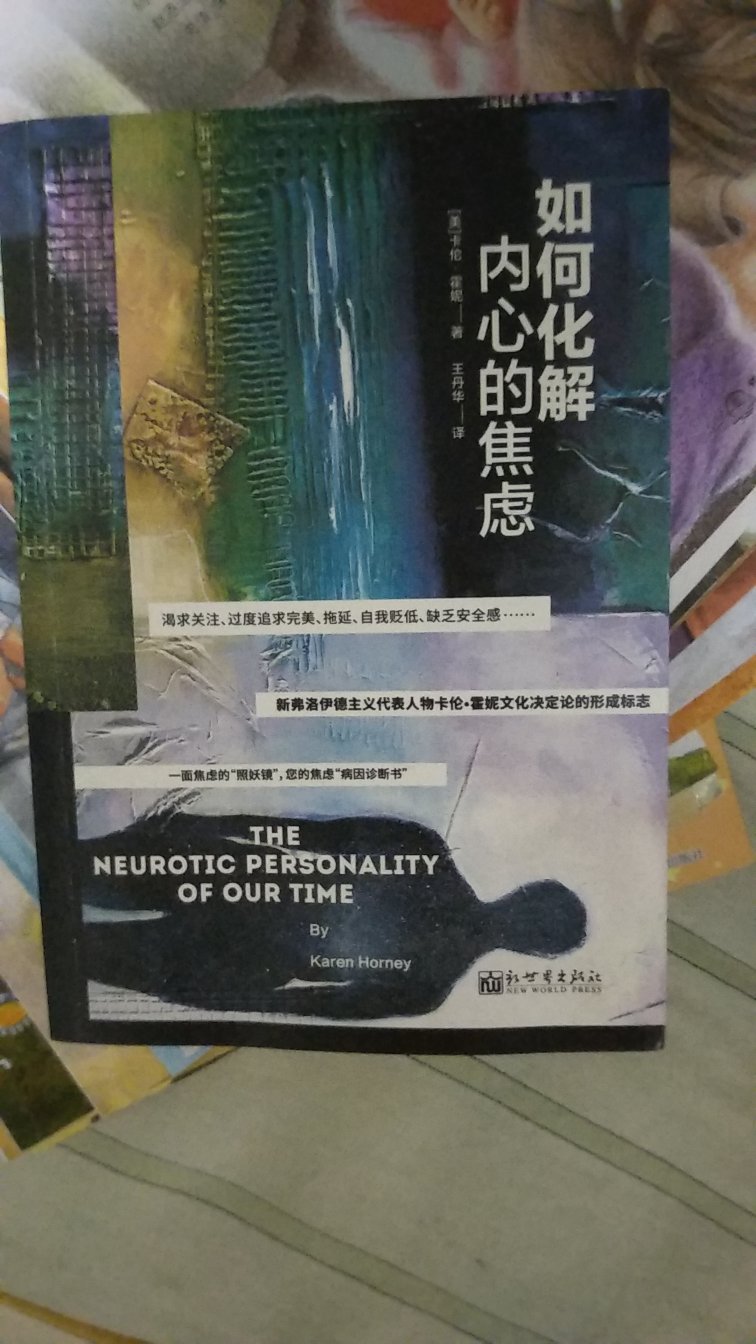 如何化解
内心的焦虑
[美]卡伦·霍妮——著 王丹华——译
渴求关注、过度追求完美、拖延、自我贬低、缺乏安全感……
新弗洛伊德主义代表人物卡伦·霍妮文化决定论的形成标志
一面焦虑的“照妖镜”，您的焦虑“病因诊断书”
THE
NEUROTIC PERSONALITY
OF OUR TIME
By
Karen Horney
新世界出版社
NEW WORLD PRESS
出版社